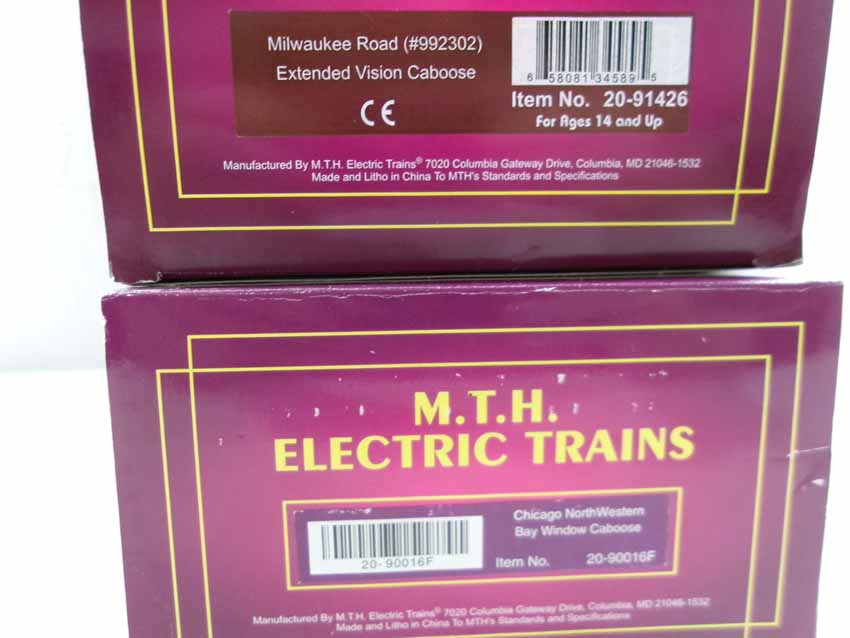 Milwaukee Road (#992302)
Extended Vision Caboose
CE
6 58081 34589 5
Item No. 20-91426
For Ages 14 and Up
Manufactured By M.T.H. Electric Trains® 7020 Columbia Gateway Drive, Columbia, MD 21046-1532
Made and Litho in China To MTH's Standards and Specifications
M.T.H.
ELECTRIC TRAINS
20-90016F
Chicago NorthWestern
Bay Window Caboose
Item No. 20-90016F
Manufactured By M.T.H. Electric Trains® 7020 Columbia Gateway Drive, Columbia, MD 21046-1532
Made and Litho in China To MTH's Standards and Specifications